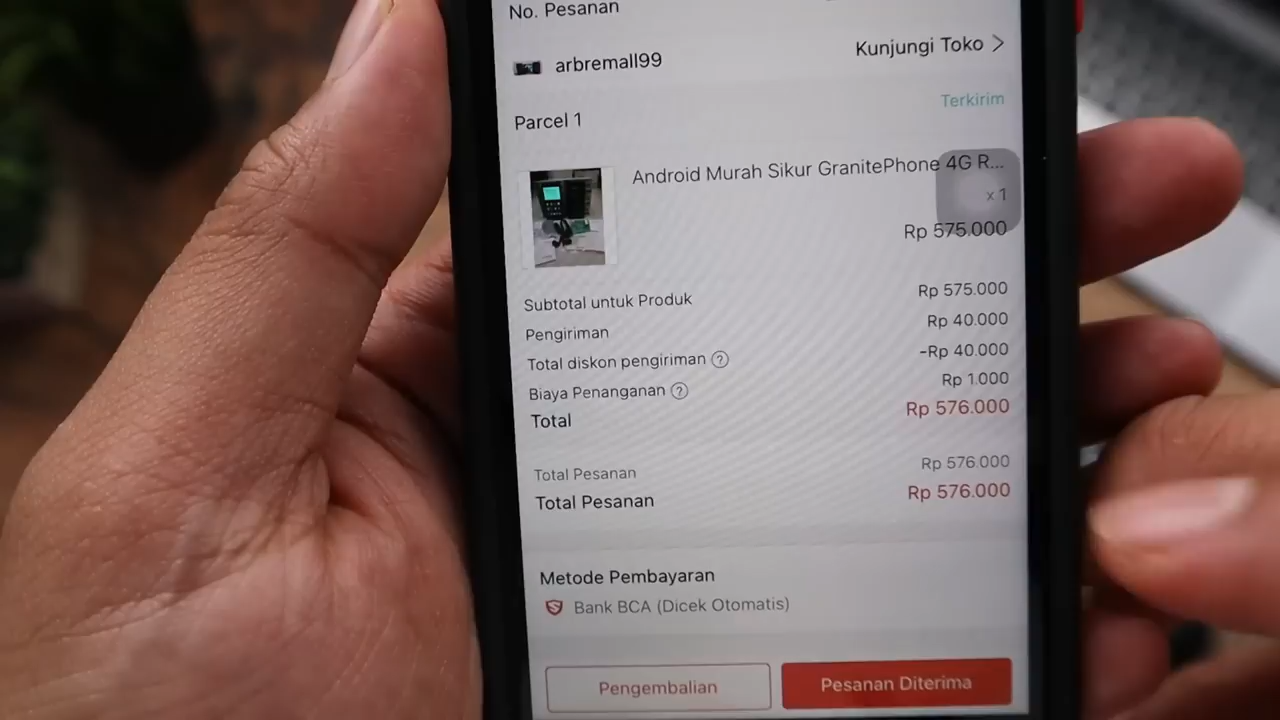 No. Pesanan
arbremall99 Kunjungi Toko >
Terkirim
Parcel 1
Android Murah Sikur GranitePhone 4G R...
x 1
Rp 575.000
Subtotal untuk Produk Rp 575.000
Pengiriman Rp 40.000
Total diskon pengiriman ? -Rp 40.000
Biaya Penanganan ? Rp 1.000
Total Rp 576.000
Total Pesanan Rp 576.000
Total Pesanan Rp 576.000
Metode Pembayaran
Bank BCA (Dicek Otomatis)
Pengembalian Pesanan Diterima